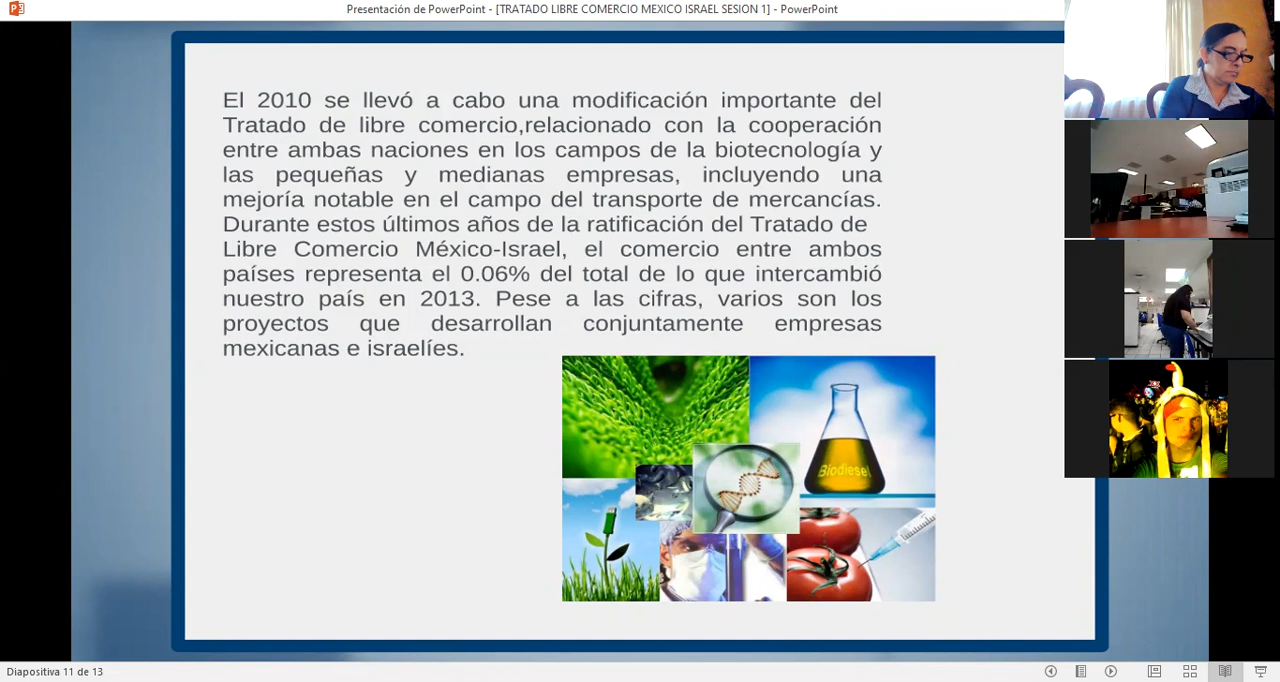 Presentación de PowerPoint - [TRATADO LIBRE COMERCIO MEXICO ISRAEL SESION 1] - PowerPoint
El 2010 se llevó a cabo una modificación importante del
Tratado de libre comercio,relacionado con la cooperación
entre ambas naciones en los campos de la biotecnología y
las pequeñas y medianas empresas, incluyendo una
mejoría notable en el campo del transporte de mercancías.
Durante estos últimos años de la ratificación del Tratado de
Libre Comercio México-Israel, el comercio entre ambos
países representa el 0.06% del total de lo que intercambió
nuestro país en 2013. Pese a las cifras, varios son los
proyectos que desarrollan conjuntamente empresas
mexicanas e israelíes.
Biodiesel
Diapositiva 11 de 13